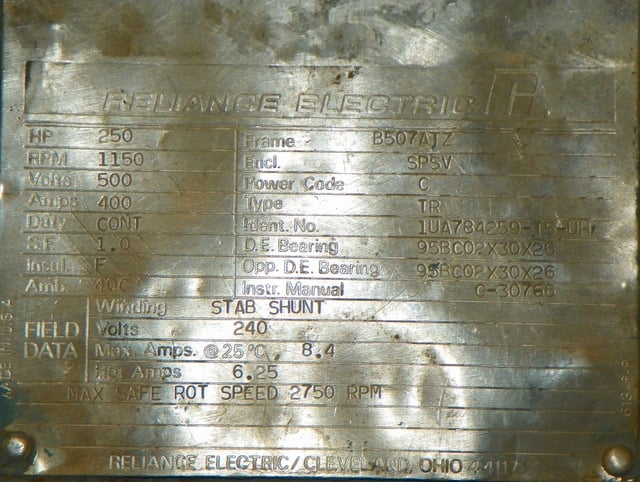 RELIANCE ELECTRIC R
HP 250 Frame B507ATZ
RPM 1150 Encl. SPSV
Volts 500 Power Code C
Amps 400 Type TR
Duty CONT Ident. No.
S.F. 1.0 D.E. Bearing 95BC02X30X26
Insul. F Opp. D.E. Bearing 95BC02X30X26
Amb. 40C Instr. Manual C-30766
Winding STAB SHUNT
FIELD DATA Volts 240
Max. Amps. @ 25°C 8.4
Hot Amps 6.25
MAX SAFE ROT SPEED 2750 RPM
MADE IN U.S.A.
RELIANCE ELECTRIC/CLEVELAND, OHIO 44117